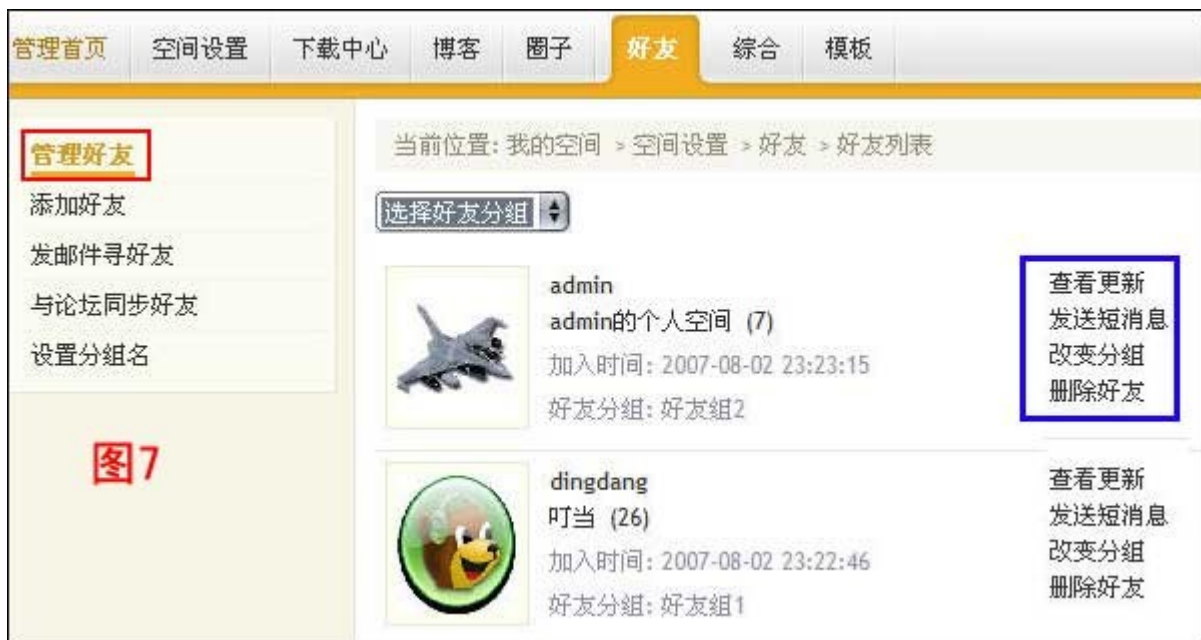 管理首页 空间设置 下载中心 博客 圈子 好友 综合 模板
管理好友
添加好友
发邮件寻好友
与论坛同步好友
设置分组名
图7
当前位置: 我的空间 > 空间设置 > 好友 > 好友列表
选择好友分组
admin
admin的个人空间 (7)
加入时间: 2007-08-02 23:23:15
好友分组: 好友组2
查看更新
发送短消息
改变分组
删除好友
dingdang
叮当 (26)
加入时间: 2007-08-02 23:22:46
好友分组: 好友组1
查看更新
发送短消息
改变分组
删除好友